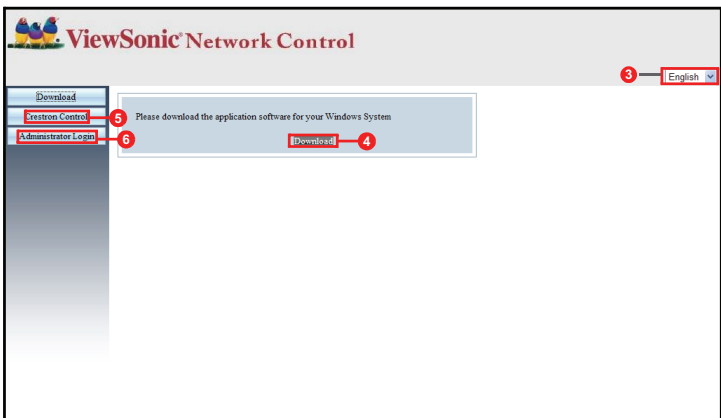 ViewSonic® Network Control
3
English
Download
Crestron Control
5
Please download the application software for your Windows System
Administrator Login
6
Download
4